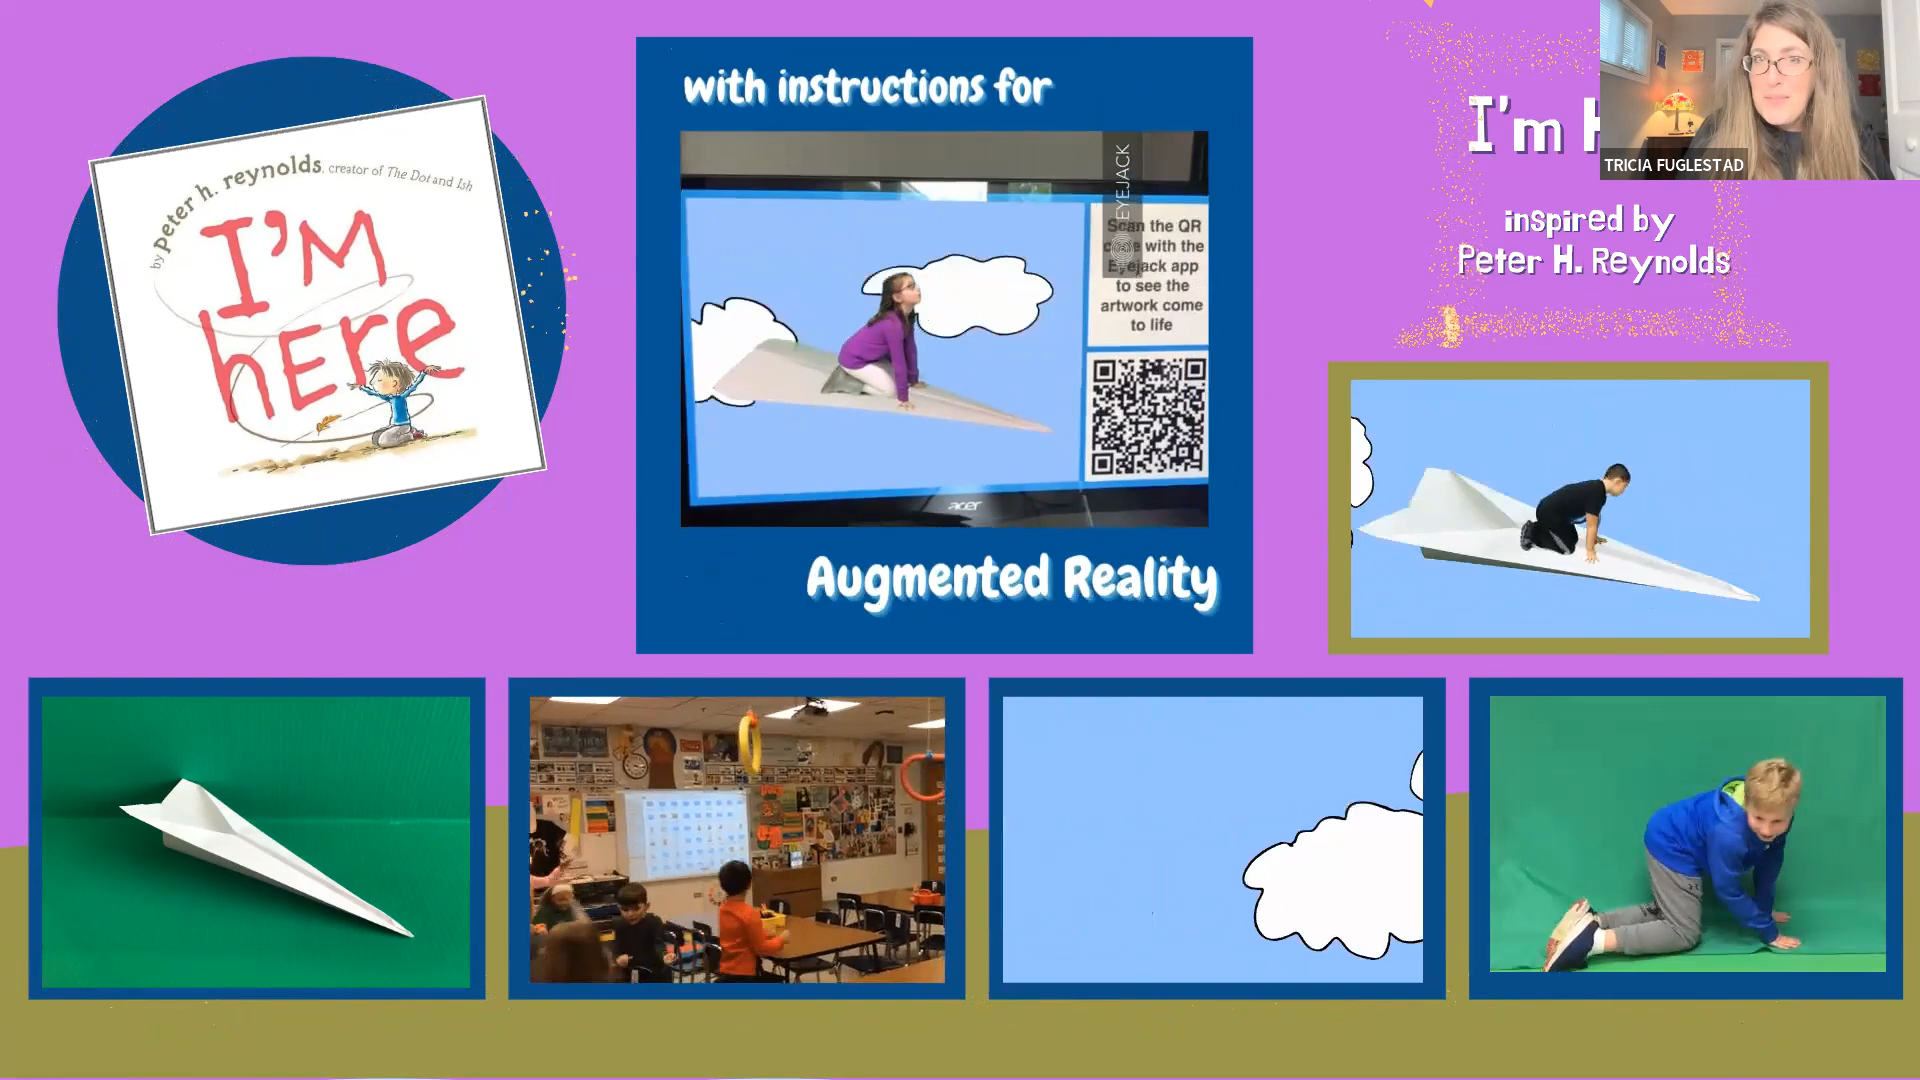 by Peter h. reynolds, creator of The Dot and Ish
I'M
hERE
with instructions for
EYEJACK
Scan the QR
code with the
Eyejack app
to see the
artwork come
to life
acer
Augmented Reality
I'm H
TRICIA FUGLESTAD
inspired by
Peter H. Reynolds